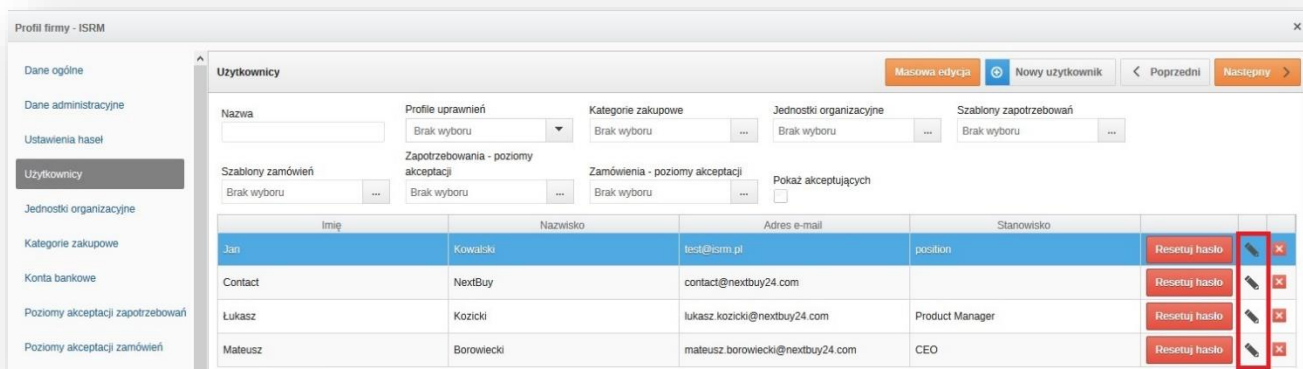 Profil firmy - ISRM
Dane ogólne
Dane administracyjne
Ustawienia haseł
Użytkownicy
Jednostki organizacyjne
Kategorie zakupowe
Konta bankowe
Poziomy akceptacji zapotrzebowań
Poziomy akceptacji zamówień
Użytkownicy
Masowa edycja
Nowy użytkownik
Poprzedni
Następny
Nazwa
Profile uprawnień
Brak wyboru
Kategorie zakupowe
Brak wyboru ...
Jednostki organizacyjne
Brak wyboru ...
Szablony zapotrzebowań
Brak wyboru ...
Szablony zamówień
Brak wyboru ...
Zapotrzebowania - poziomy
akceptacji
Brak wyboru ...
Zamówienia - poziomy akceptacji
Brak wyboru ...
Pokaż akceptujących
Imię Nazwisko Adres e-mail Stanowisko
Jan Kowalski test@isrm.pl position Resetuj hasło
Contact NextBuy contact@nextbuy24.com Resetuj hasło
Łukasz Kozicki lukasz.kozicki@nextbuy24.com Product Manager Resetuj hasło
Mateusz Borowiecki mateusz.borowiecki@nextbuy24.com CEO Resetuj hasło